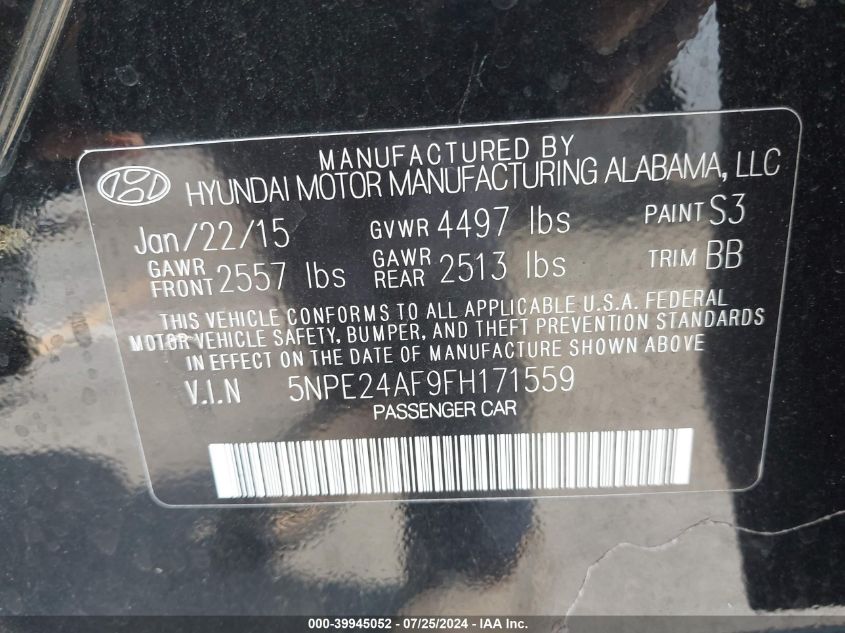 MANUFACTURED BY
HYUNDAI MOTOR MANUFACTURING ALABAMA, LLC
Jan/22/15 GVWR 4497 lbs PAINT S3
GAWR FRONT 2557 lbs GAWR REAR 2513 lbs TRIM BB
THIS VEHICLE CONFORMS TO ALL APPLICABLE U.S.A. FEDERAL
MOTOR VEHICLE SAFETY, BUMPER, AND THEFT PREVENTION STANDARDS
IN EFFECT ON THE DATE OF MANUFACTURE SHOWN ABOVE
V.I.N 5NPE24AF9FH171559
PASSENGER CAR
000-39945052 - 07/25/2024 - IAA Inc.